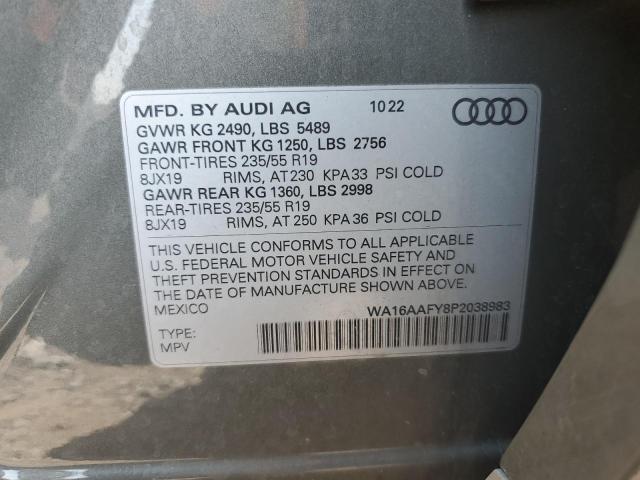 MFD. BY AUDI AG 10 22
GVWR KG 2490, LBS 5489
GAWR FRONT KG 1250, LBS 2756
FRONT-TIRES 235/55 R19
8JX19 RIMS, AT 230 KPA 33 PSI COLD
GAWR REAR KG 1360, LBS 2998
REAR-TIRES 235/55 R19
8JX19 RIMS, AT 250 KPA 36 PSI COLD
THIS VEHICLE CONFORMS TO ALL APPLICABLE
U.S. FEDERAL MOTOR VEHICLE SAFETY AND
THEFT PREVENTION STANDARDS IN EFFECT ON
THE DATE OF MANUFACTURE SHOWN ABOVE.
MEXICO WA16AAFY8P2038983
TYPE:
MPV